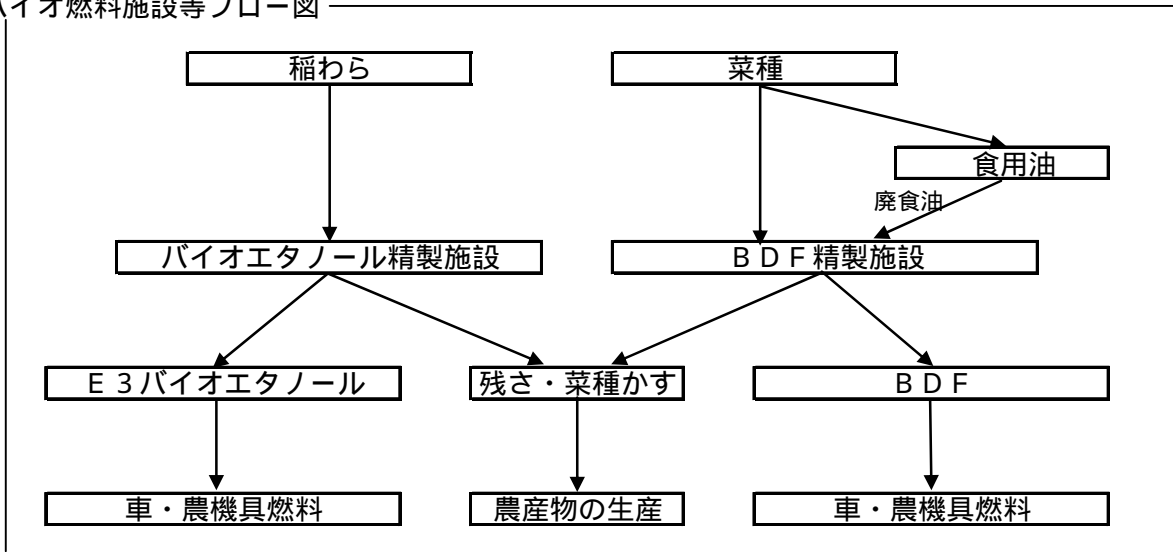 バイオ燃料施設等フロー図
稲わら
菜種
食用油
廃食油
バイオエタノール精製施設
ＢＤＦ精製施設
Ｅ３バイオエタノール
残さ・菜種かす
ＢＤＦ
車・農機具燃料
農産物の生産
車・農機具燃料